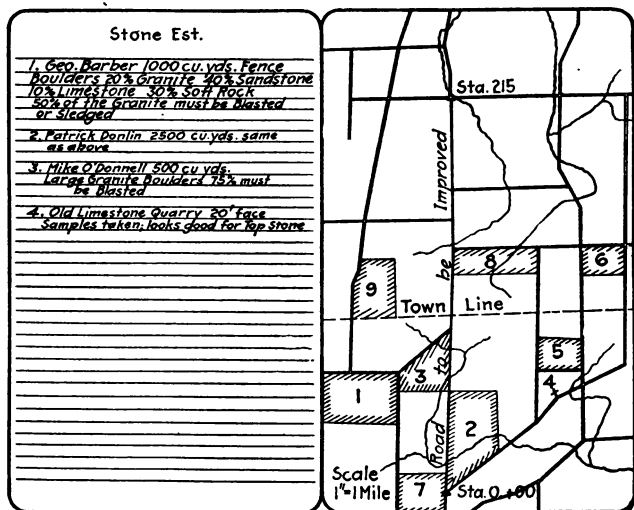 Stone Est.
1. Geo. Barber 1000 cu. yds. Fence
Boulders 20% Granite 40% Sandstone
10% Limestone 30% Soft Rock
50% of the Granite must be Blasted
or Sledged
2. Patrick Donlin 2500 cu. yds. same
as above
3. Mike O'Donnell 500 cu yds.
Large Granite Boulders 75% must
be Blasted
4. Old Limestone Quarry 20' face
Samples taken; looks good for Top Stone
Sta. 215
Road to be Improved
8
6
9
Town Line
5
3
4
1
2
Scale
1"=1 Mile
7
Sta. 0+00